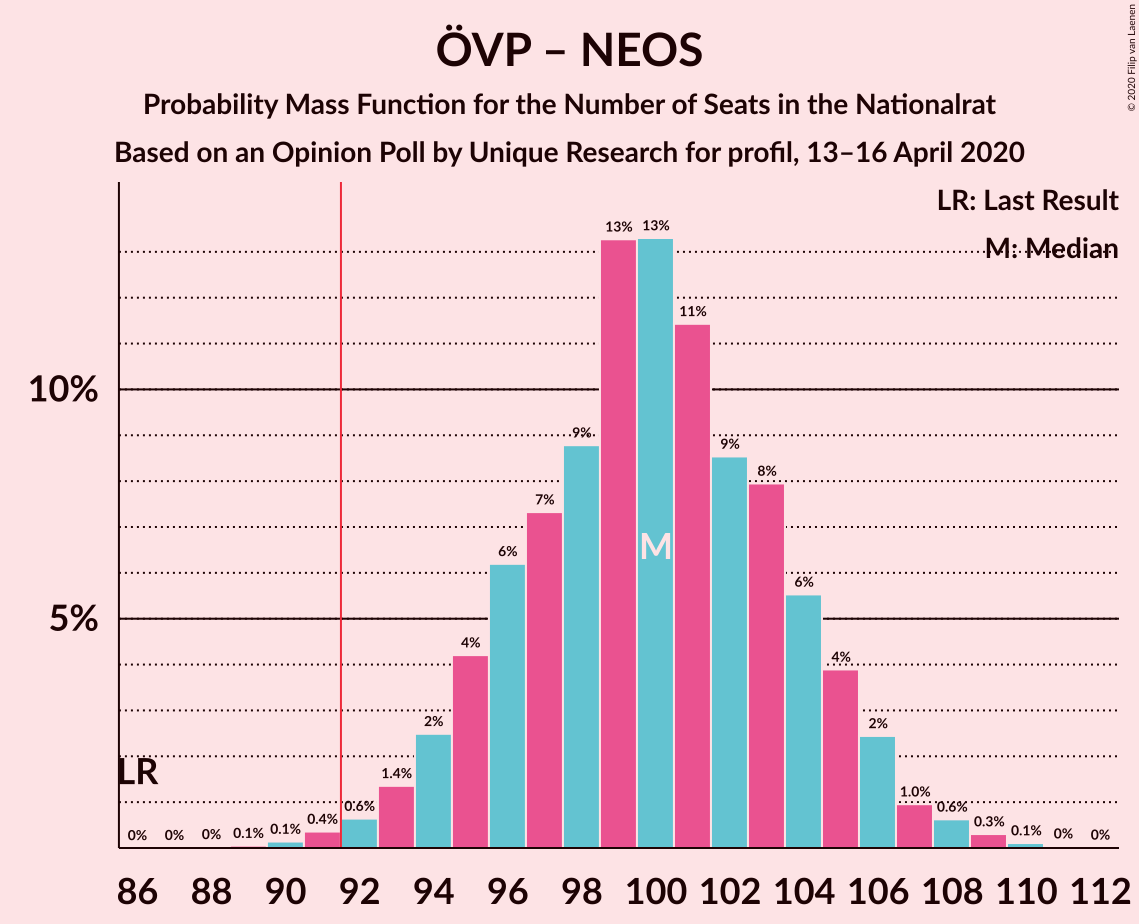 ÖVP – NEOS
Probability Mass Function for the Number of Seats in the Nationalrat
Based on an Opinion Poll by Unique Research for profil, 13–16 April 2020
© 2020 Filip van Laenen
LR: Last Result
M: Median
10%
5%
LR
M
0% 0% 0% 0.1% 0.1% 0.4% 0.6% 1.4% 2% 4% 6% 7% 9% 13% 13% 11% 9% 8% 6% 4% 2% 1.0% 0.6% 0.3% 0.1% 0% 0%
86 88 90 92 94 96 98 100 102 104 106 108 110 112